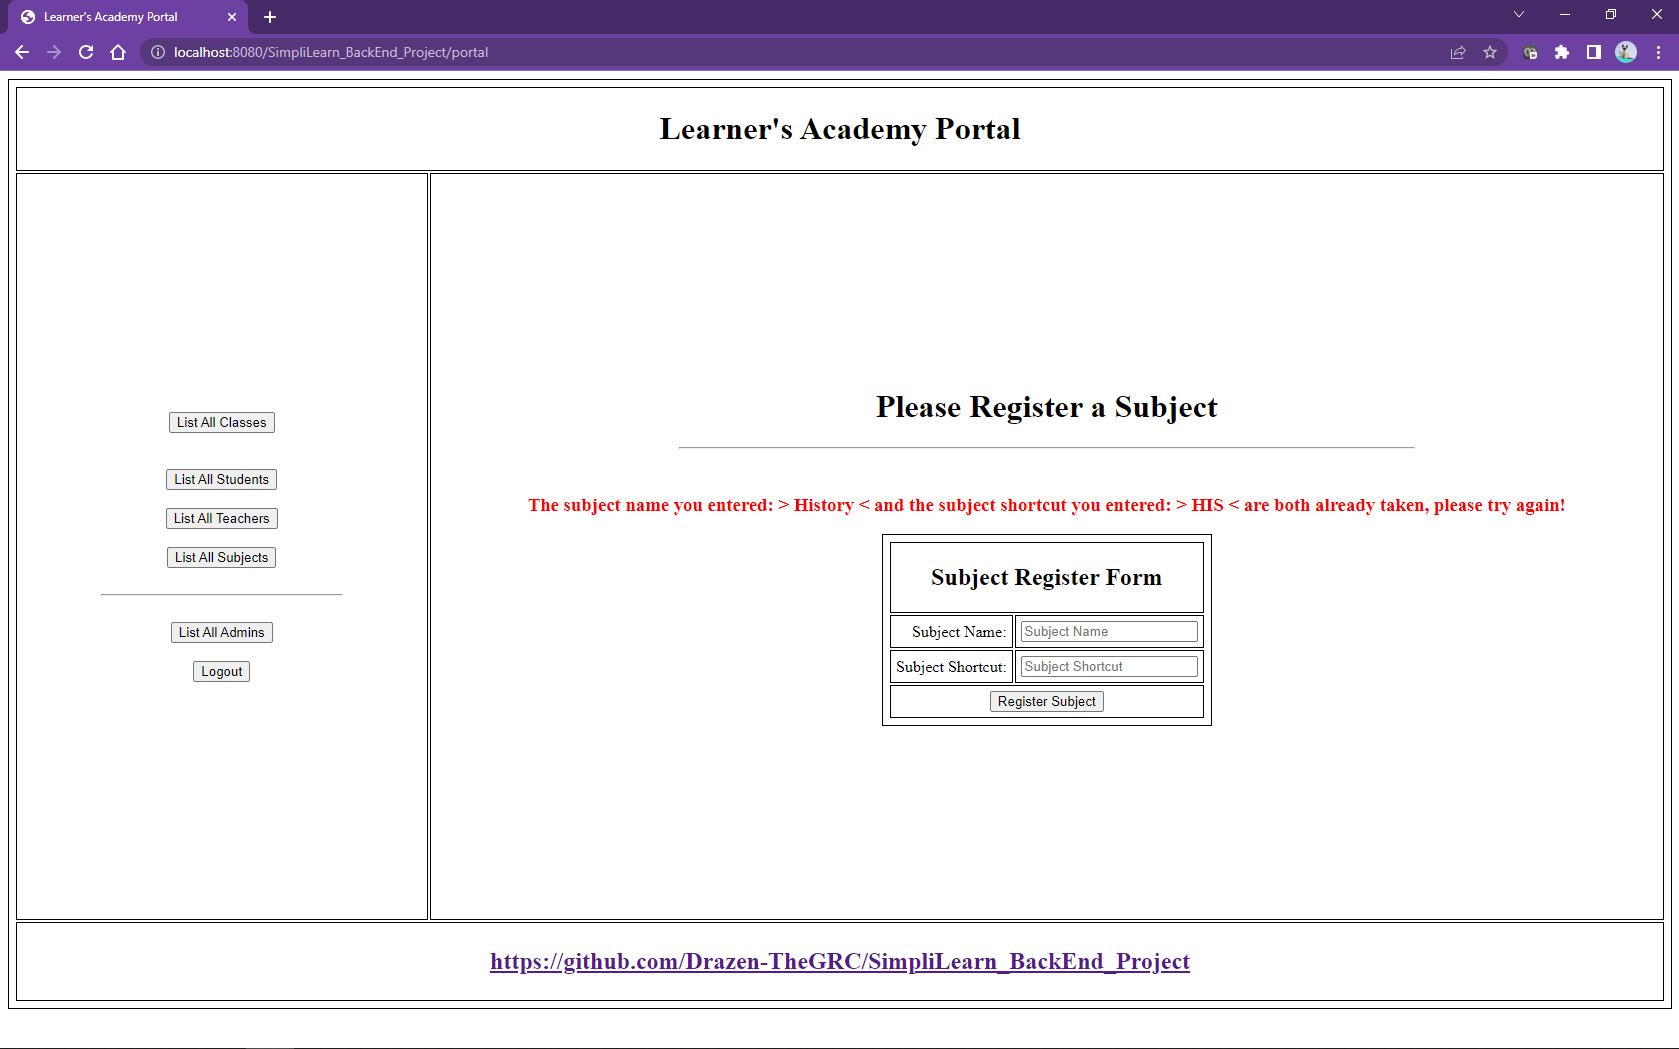 Learner's Academy Portal
localhost:8080/SimpliLearn_BackEnd_Project/portal
Learner's Academy Portal
List All Classes
List All Students
List All Teachers
List All Subjects
List All Admins
Logout
Please Register a Subject
The subject name you entered: > History < and the subject shortcut you entered: > HIS < are both already taken, please try again!
Subject Register Form
Subject Name: Subject Name
Subject Shortcut: Subject Shortcut
Register Subject
https://github.com/Drazen-TheGRC/SimpliLearn_BackEnd_Project